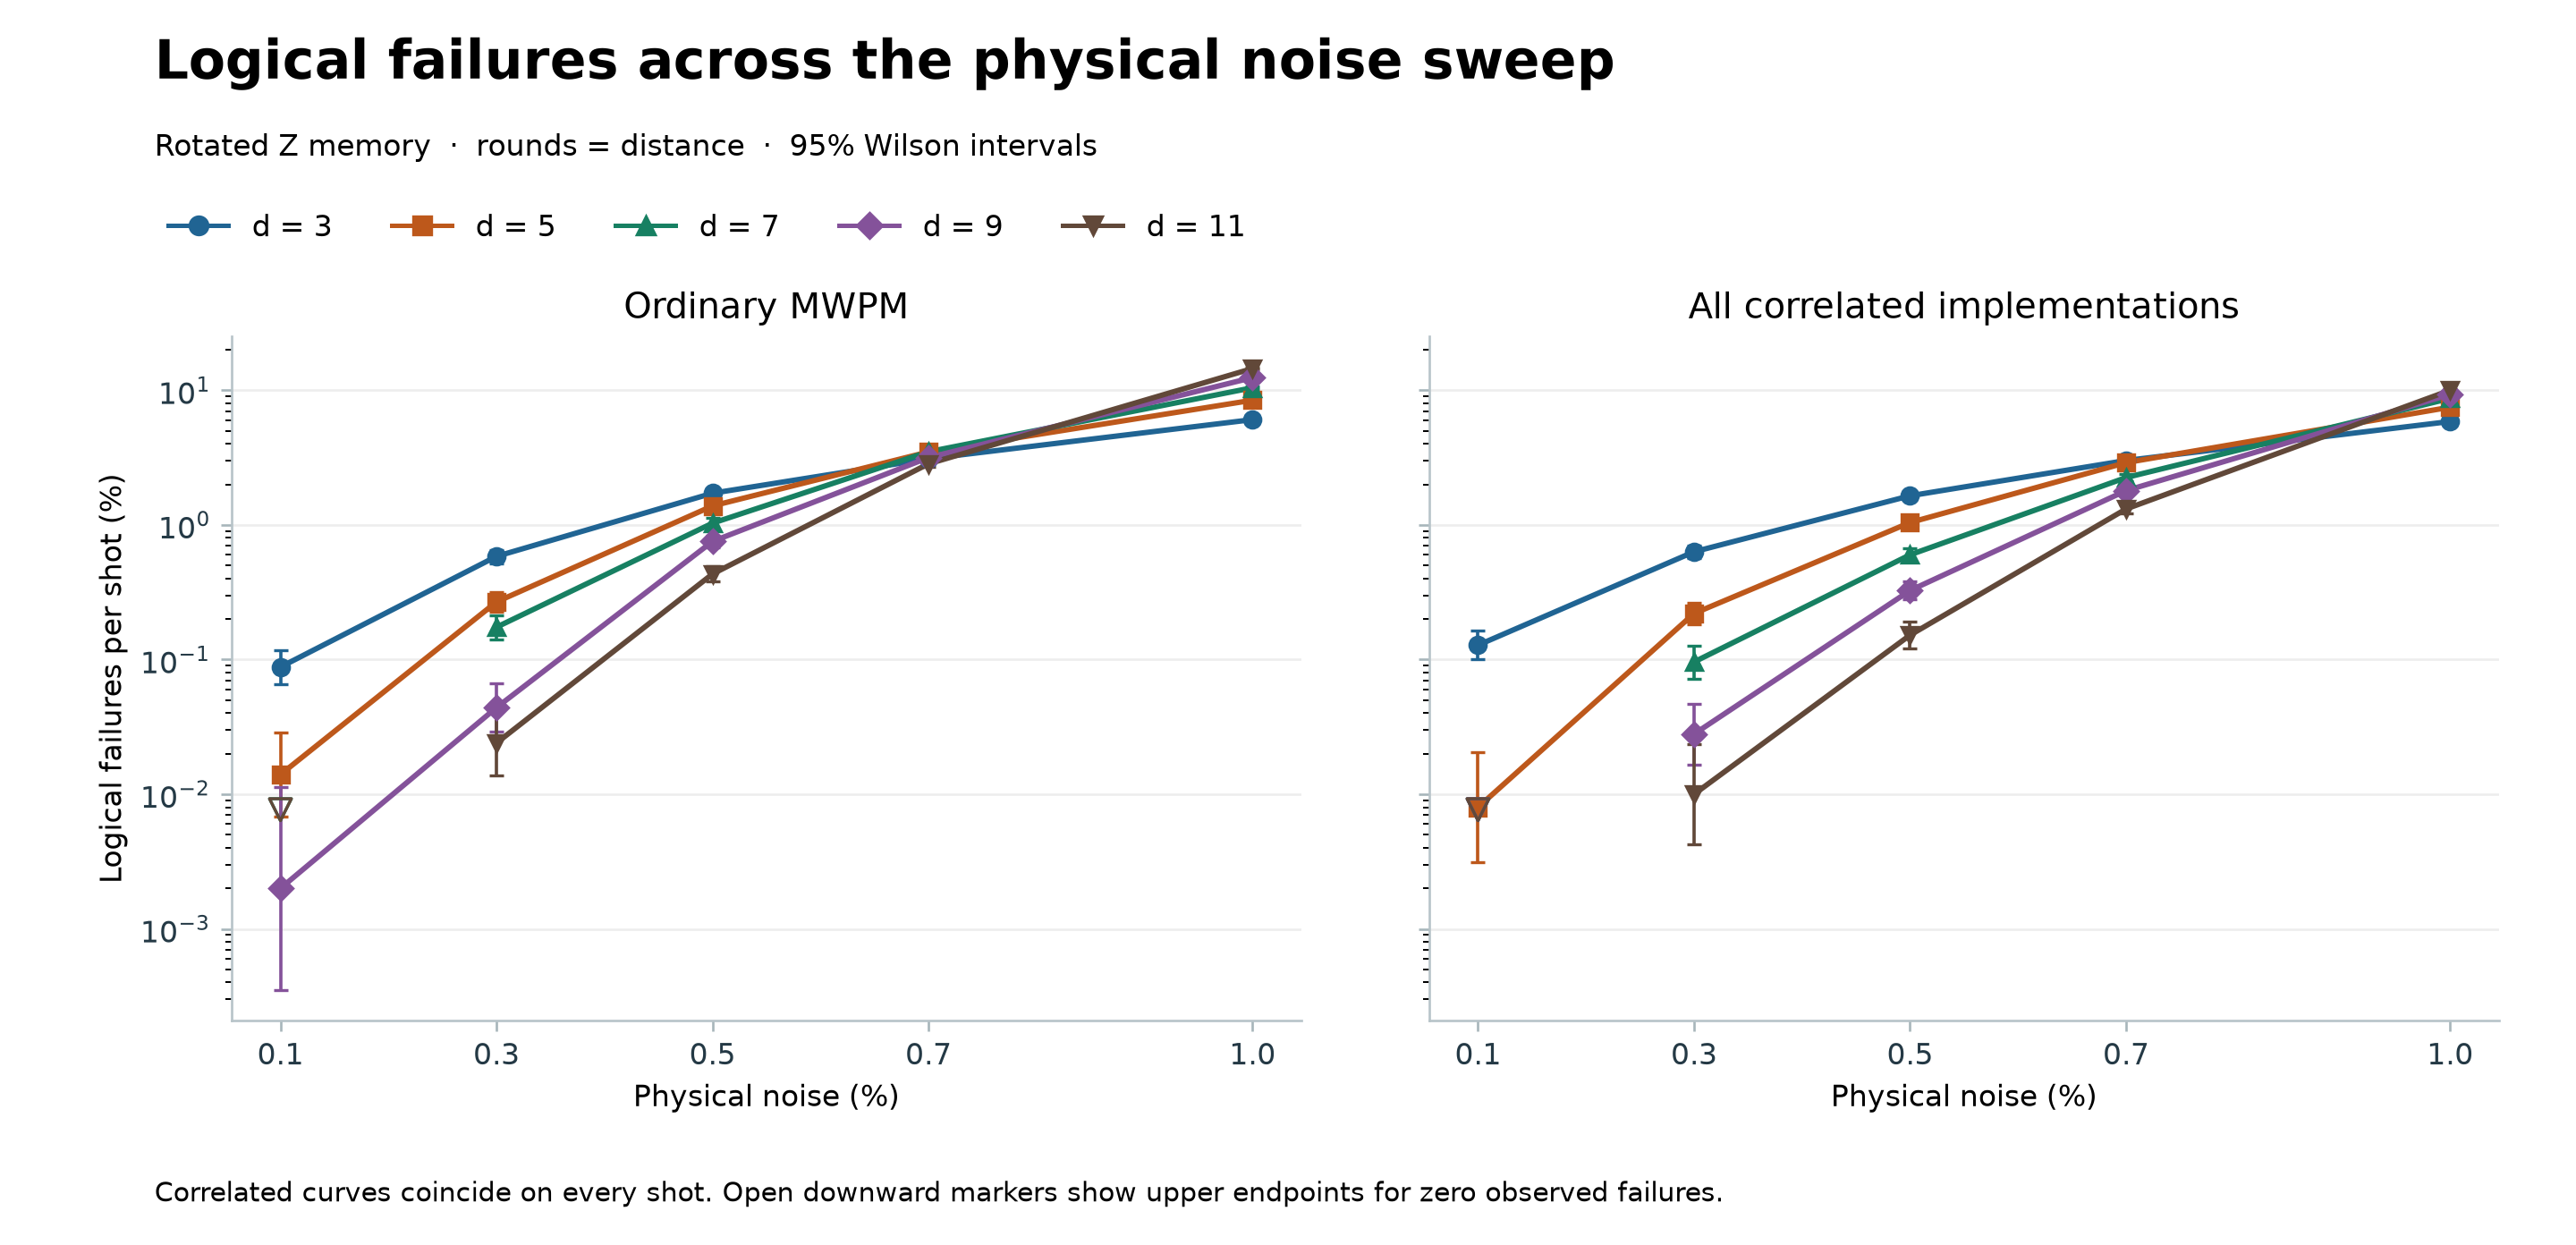 Logical failures across the physical noise sweep
Rotated Z memory · rounds = distance · 95% Wilson intervals
d = 3 d = 5 d = 7 d = 9 d = 11
Ordinary MWPM
All correlated implementations
Logical failures per shot (%)
10¹
10⁰
10⁻¹
10⁻²
10⁻³
0.1 0.3 0.5 0.7 1.0
0.1 0.3 0.5 0.7 1.0
Physical noise (%)
Physical noise (%)
Correlated curves coincide on every shot. Open downward markers show upper endpoints for zero observed failures.